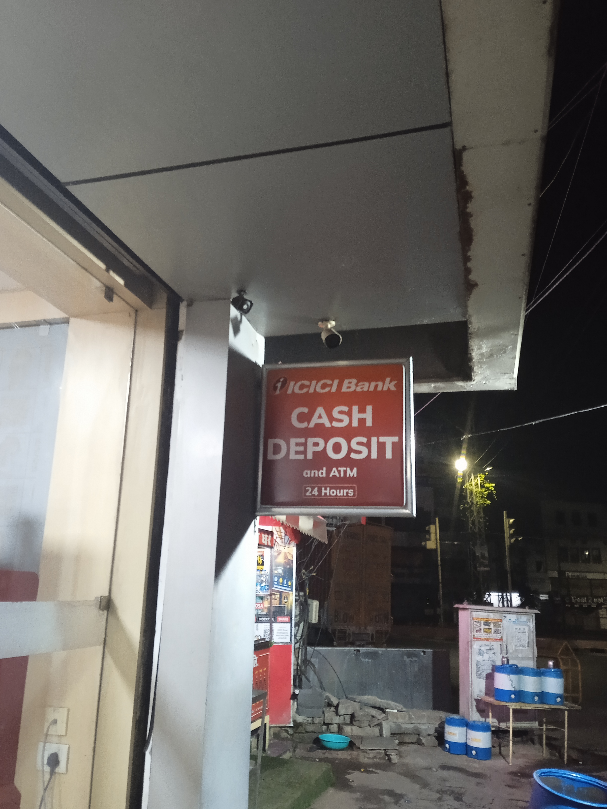 ICICI Bank
CASH
DEPOSIT
and ATM
24 Hours